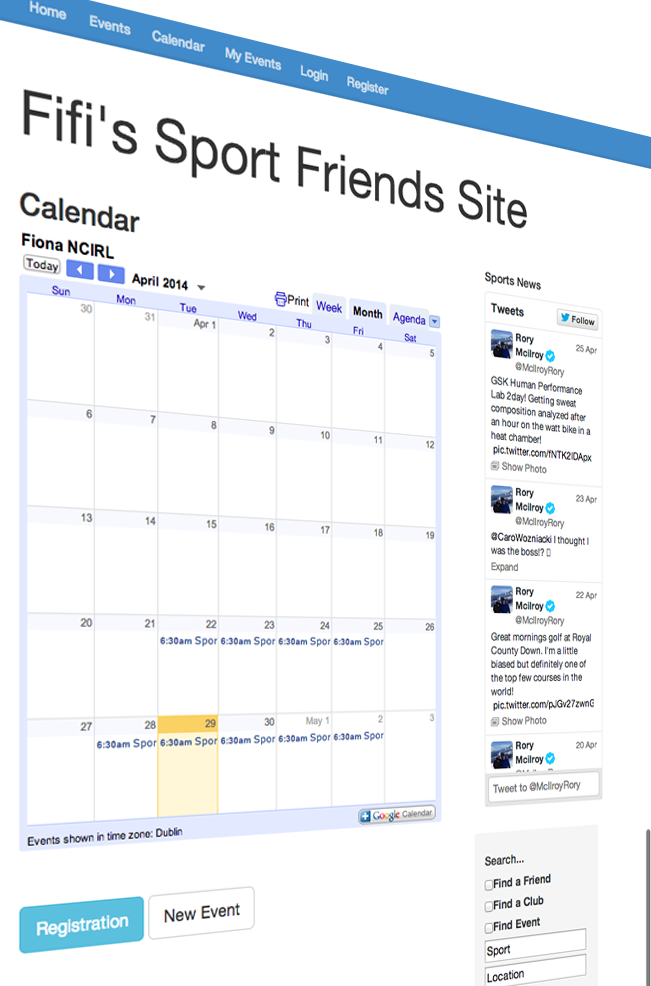 Home Events Calendar My Events Login Register
Fifi's Sport Friends Site
Calendar
Fiona NCIRL
Today April 2014 Print Week Month Agenda
Sun Mon Tue Wed Thu Fri Sat
30 31 Apr 1 2 3 4 5
6 7 8 9 10 11 12
13 14 15 16 17 18 19
20 21 22 23 24 25 26
6:30am Spor 6:30am Spor 6:30am Spor 6:30am Spor
27 28 29 30 May 1 2 3
6:30am Spor 6:30am Spor 6:30am Spor 6:30am Spor 6:30am Spor
Events shown in time zone: Dublin
Google Calendar
Registration New Event
Sports News
Tweets Follow
Rory 25 Apr
Mcilroy
@McIlroyRory
GSK Human Performance
Lab 2day! Getting sweat
composition analyzed after
an hour on the watt bike in a
heat chamber!
pic.twitter.com/fNTK2IDApx
Show Photo
Rory 23 Apr
Mcilroy
@McIlroyRory
@CaroWozniacki I thought I
was the boss!?
Expand
Rory 22 Apr
Mcilroy
@McIlroyRory
Great mornings golf at Royal
County Down. I'm a little
biased but definitely one of
the top few courses in the
world!
pic.twitter.com/pJGv27zwnG
Show Photo
Rory 20 Apr
Mcilroy
Tweet to @McIlroyRory
Search...
Find a Friend
Find a Club
Find Event
Sport
Location